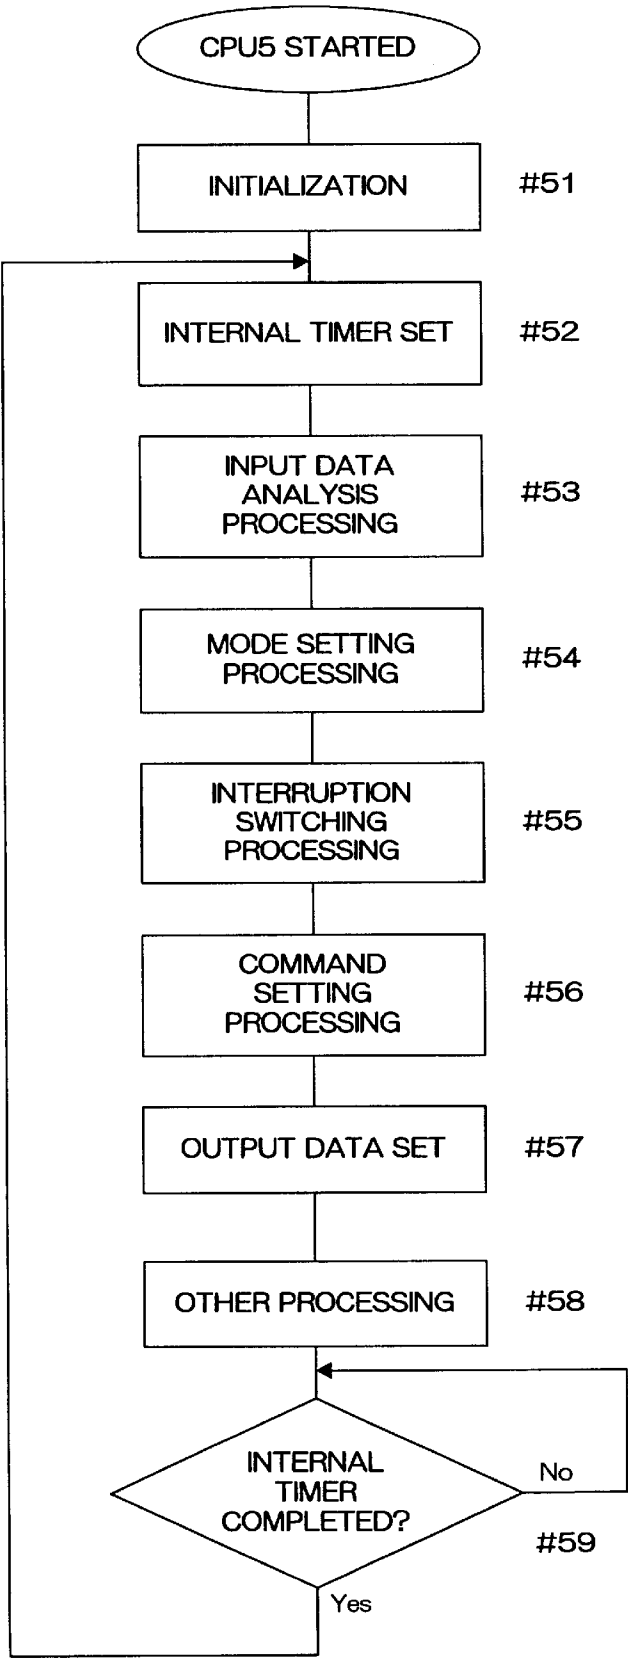 CPU5 STARTED
INITIALIZATION
#51
INTERNAL TIMER SET
#52
INPUT DATA
ANALYSIS
PROCESSING
#53
MODE SETTING
PROCESSING
#54
INTERRUPTION
SWITCHING
PROCESSING
#55
COMMAND
SETTING
PROCESSING
#56
OUTPUT DATA SET
#57
OTHER PROCESSING
#58
INTERNAL
TIMER
COMPLETED?
No
#59
Yes